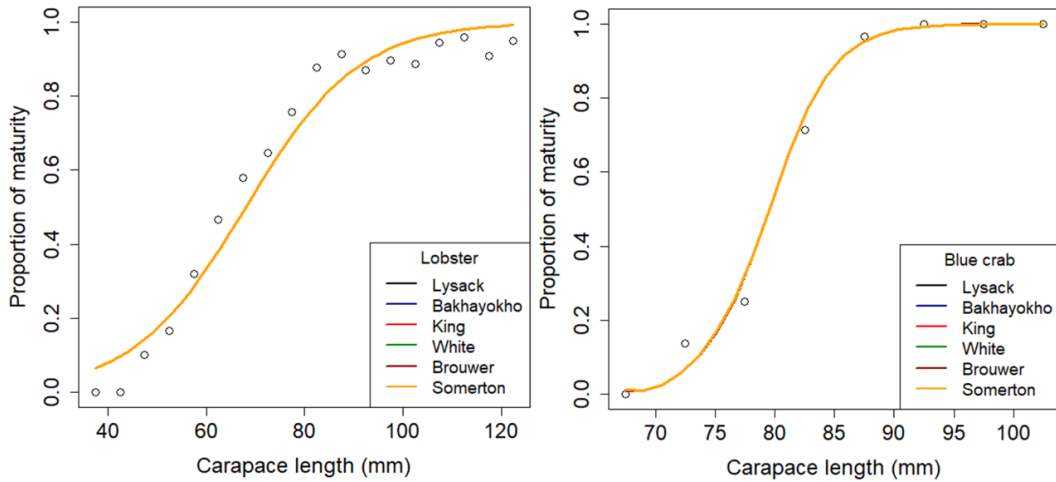 Proportion of maturity
0.0 0.2 0.4 0.6 0.8 1.0
40 60 80 100 120
Carapace length (mm)
Lobster
Lysack
Bakhayokho
King
White
Brouwer
Somerton
Proportion of maturity
0.0 0.2 0.4 0.6 0.8 1.0
70 75 80 85 90 95 100
Carapace length (mm)
Blue crab
Lysack
Bakhayokho
King
White
Brouwer
Somerton